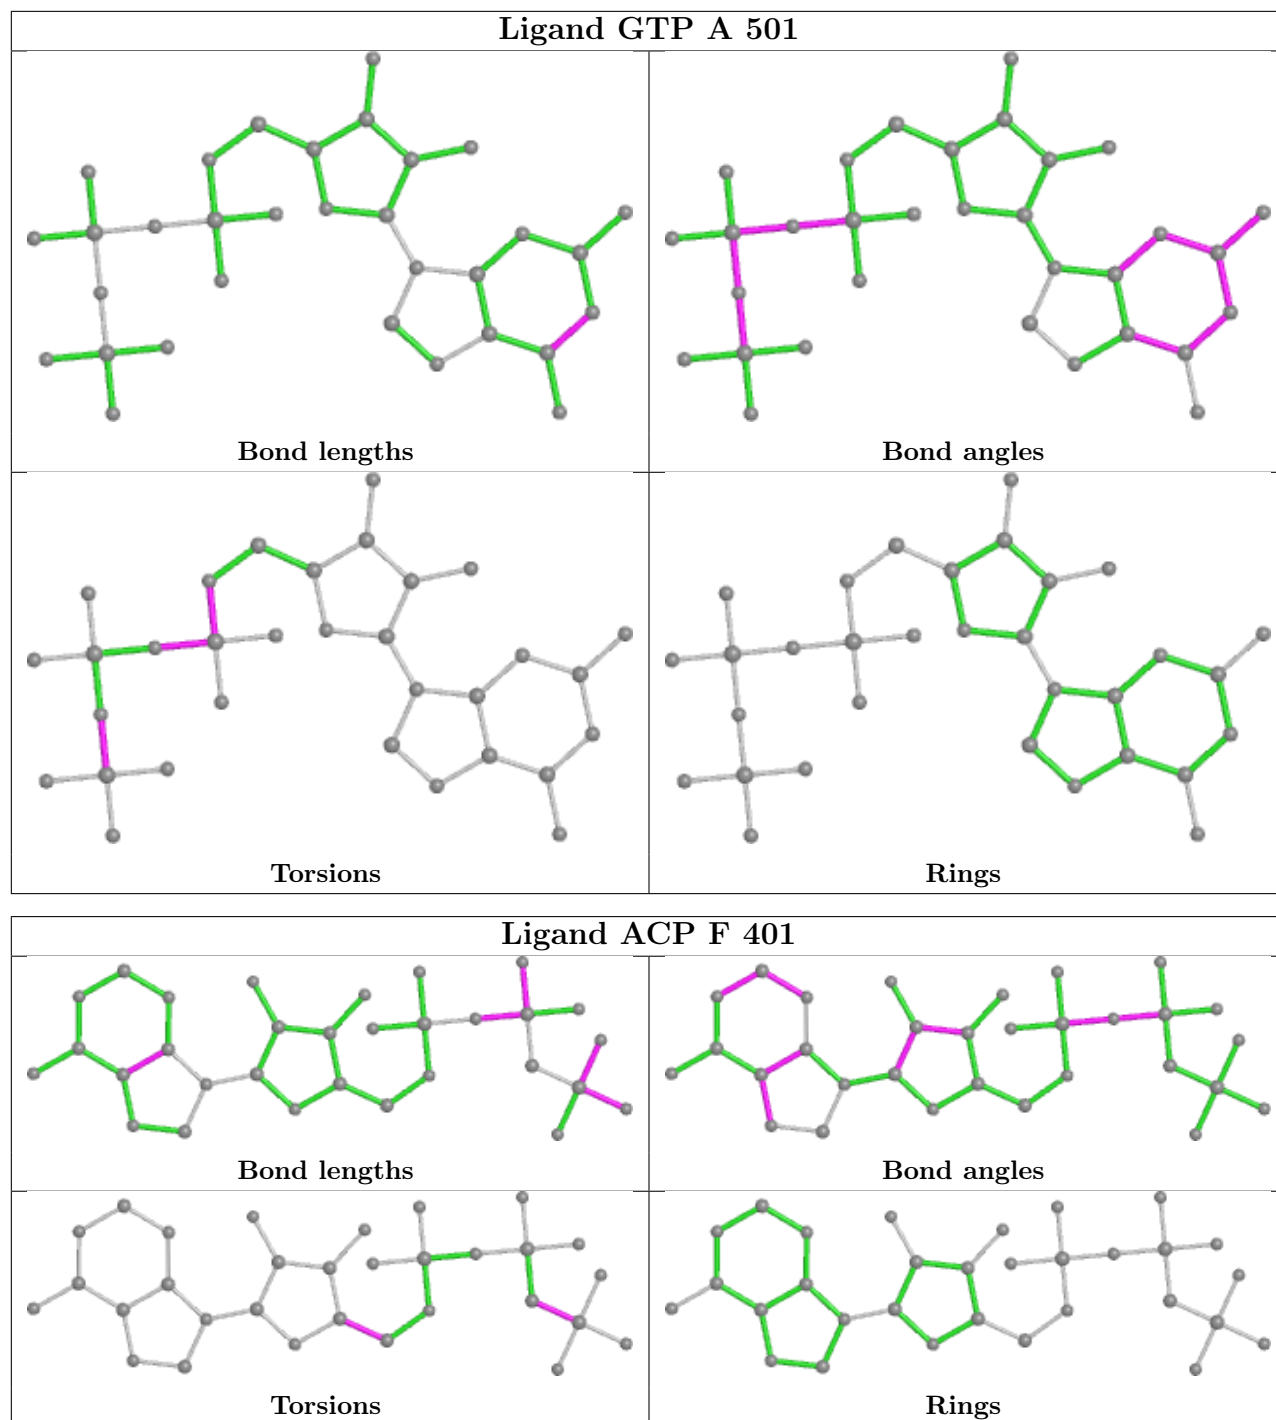 Ligand GTP A 501
Bond lengths
Bond angles
Torsions
Rings
Ligand ACP F 401
Bond lengths
Bond angles
Torsions
Rings